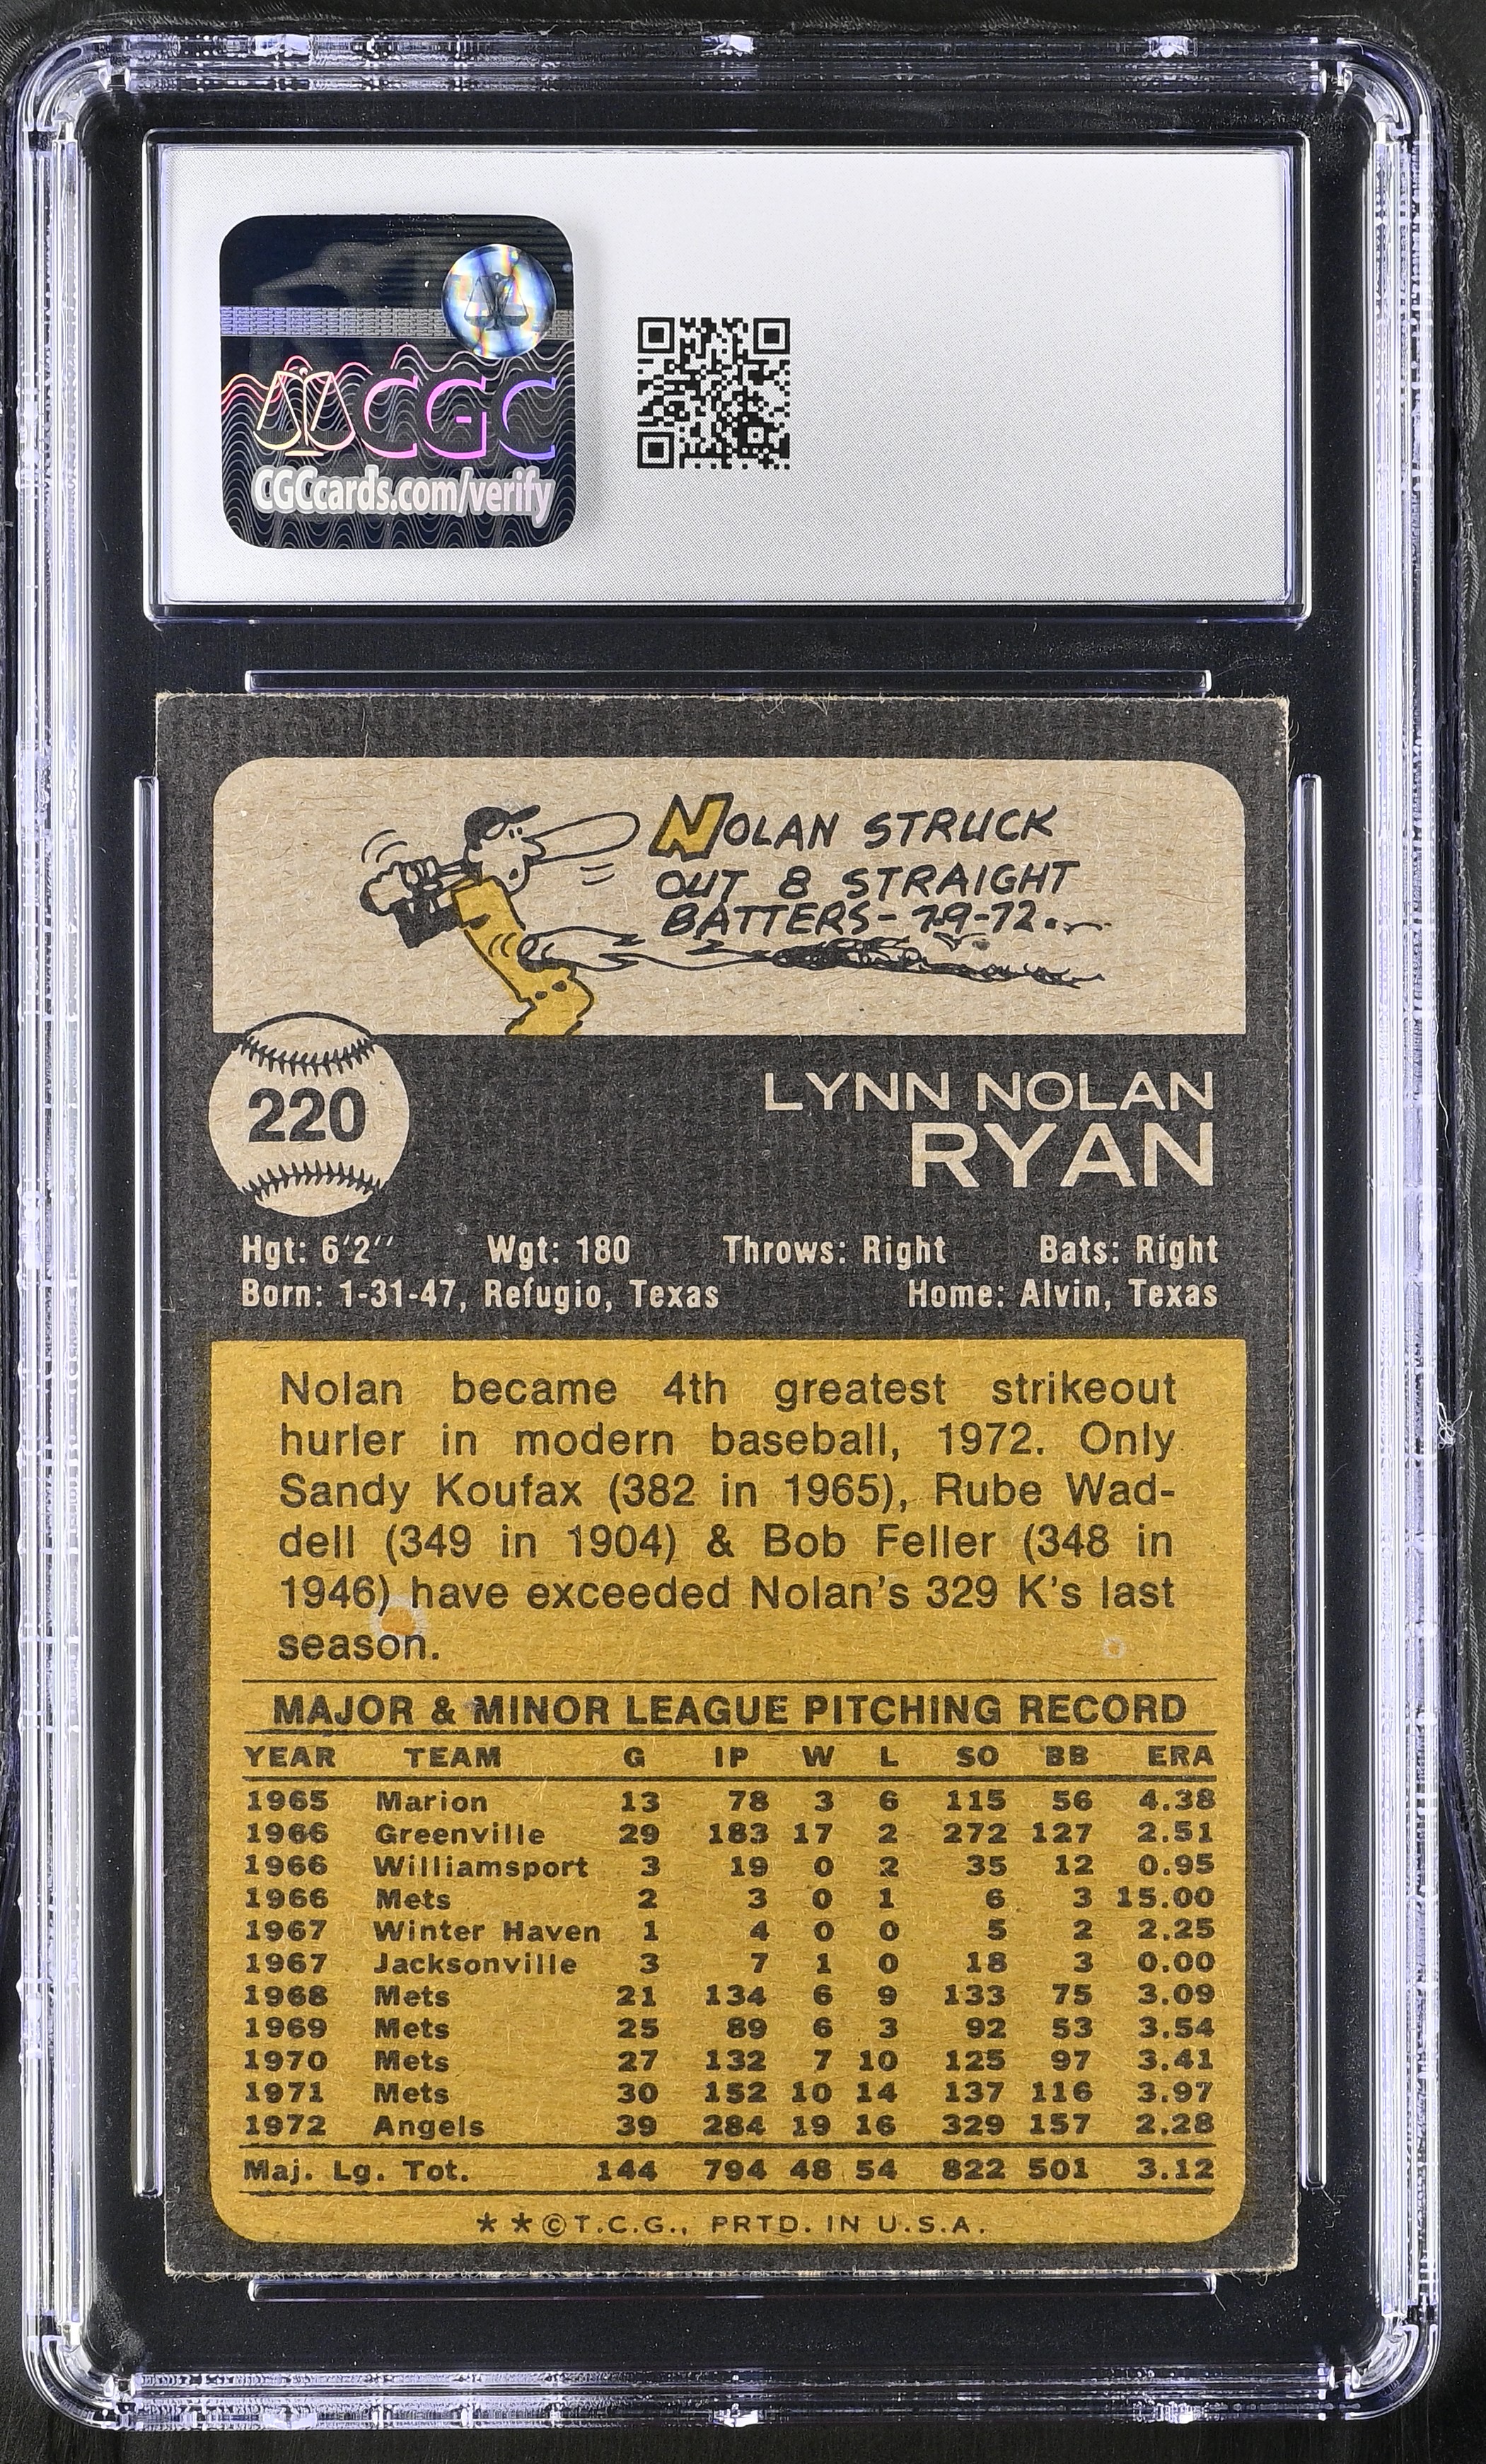 CGC
CGCcards.com/verify
NOLAN STRUCK
OUT 8 STRAIGHT
BATTERS-7-9-72.
220
LYNN NOLAN
RYAN
Hgt: 6'2'' Wgt: 180 Throws: Right Bats: Right
Born: 1-31-47, Refugio, Texas Home: Alvin, Texas
Nolan became 4th greatest strikeout
hurler in modern baseball, 1972. Only
Sandy Koufax (382 in 1965), Rube Wad-
dell (349 in 1904) & Bob Feller (348 in
1946) have exceeded Nolan's 329 K's last
season.
MAJOR & MINOR LEAGUE PITCHING RECORD
YEAR TEAM G IP W L SO BB ERA
1965 Marion 13 78 3 6 115 56 4.38
1966 Greenville 29 183 17 2 272 127 2.51
1966 Williamsport 3 19 0 2 35 12 0.95
1966 Mets 2 3 0 1 6 3 15.00
1967 Winter Haven 1 4 0 0 5 2 2.25
1967 Jacksonville 3 7 1 0 18 3 0.00
1968 Mets 21 134 6 9 133 75 3.09
1969 Mets 25 89 6 3 92 53 3.54
1970 Mets 27 132 7 10 125 97 3.41
1971 Mets 30 152 10 14 137 116 3.97
1972 Angels 39 284 19 16 329 157 2.28
Maj. Lg. Tot. 144 794 48 54 822 501 3.12
**©T.C.G., PRTD. IN U.S.A.